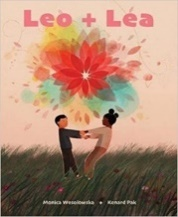 Leo + Lea
Monica Wesolowska • Kenard Pak